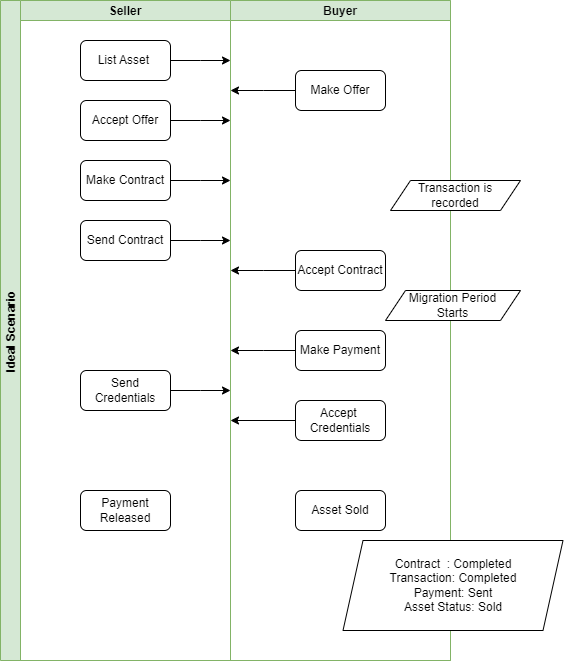 Seller
Buyer
Ideal Scenario
List Asset
Make Offer
Accept Offer
Make Contract
Transaction is
recorded
Send Contract
Accept Contract
Migration Period
Starts
Make Payment
Send
Credentials
Accept
Credentials
Payment
Released
Asset Sold
Contract  : Completed
Transaction: Completed
Payment: Sent
Asset Status: Sold